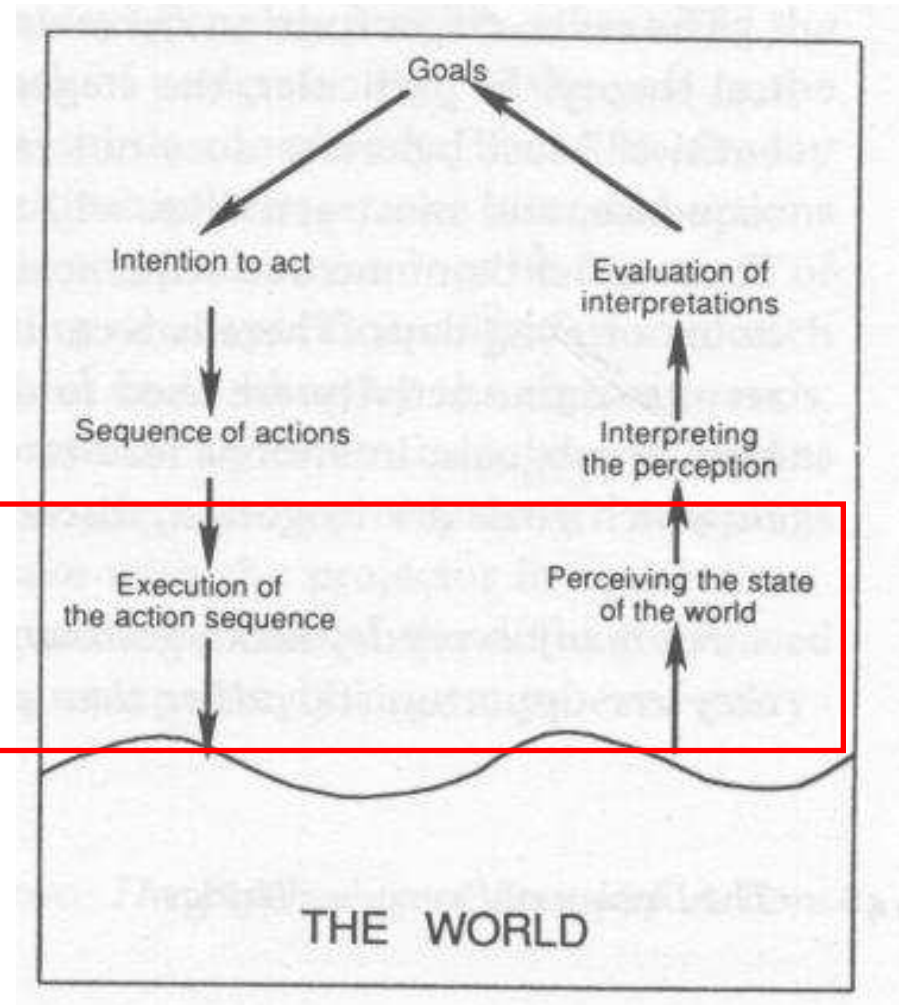 Goals
Intention to act
Evaluation of
interpretations
Sequence of actions
Interpreting
the perception
Execution of
the action sequence
Perceiving the state
of the world
THE WORLD